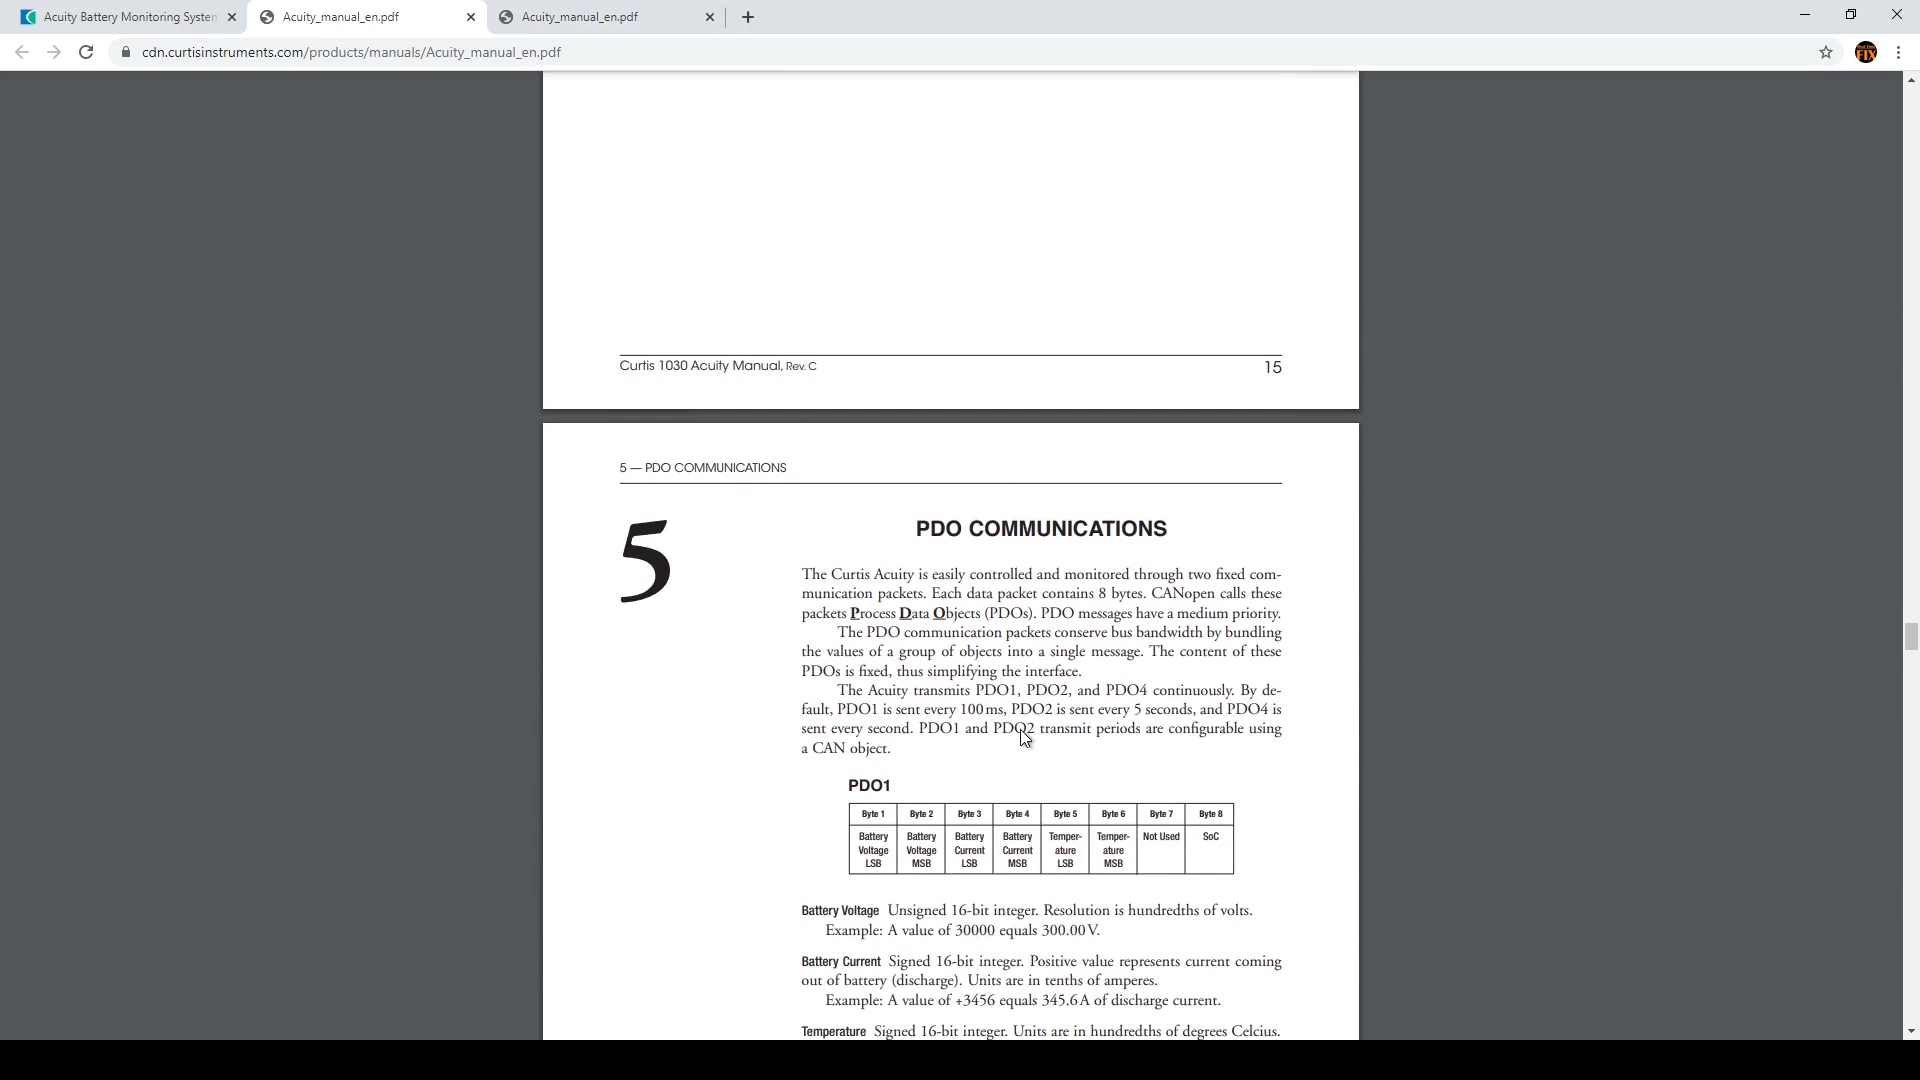 Acuity Battery Monitoring System
Acuity_manual_en.pdf
Acuity_manual_en.pdf
cdn.curtisinstruments.com/products/manuals/Acuity_manual_en.pdf
FIX
Curtis 1030 Acuity Manual, Rev. C
15
5 — PDO COMMUNICATIONS
5
PDO COMMUNICATIONS
The Curtis Acuity is easily controlled and monitored through two fixed com-
munication packets. Each data packet contains 8 bytes. CANopen calls these
packets Process Data Objects (PDOs). PDO messages have a medium priority.
The PDO communication packets conserve bus bandwidth by bundling
the values of a group of objects into a single message. The content of these
PDOs is fixed, thus simplifying the interface.
The Acuity transmits PDO1, PDO2, and PDO4 continuously. By de-
fault, PDO1 is sent every 100 ms, PDO2 is sent every 5 seconds, and PDO4 is
sent every second. PDO1 and PDO2 transmit periods are configurable using
a CAN object.
PDO1
Byte 1 Byte 2 Byte 3 Byte 4 Byte 5 Byte 6 Byte 7 Byte 8
Battery Battery Battery Battery Temper- Temper- Not Used SoC
Voltage Voltage Current Current ature ature
LSB MSB LSB MSB LSB MSB
Battery Voltage Unsigned 16-bit integer. Resolution is hundredths of volts.
Example: A value of 30000 equals 300.00 V.
Battery Current Signed 16-bit integer. Positive value represents current coming
out of battery (discharge). Units are in tenths of amperes.
Example: A value of +3456 equals 345.6 A of discharge current.
Temperature Signed 16-bit integer. Units are in hundredths of degrees Celcius.